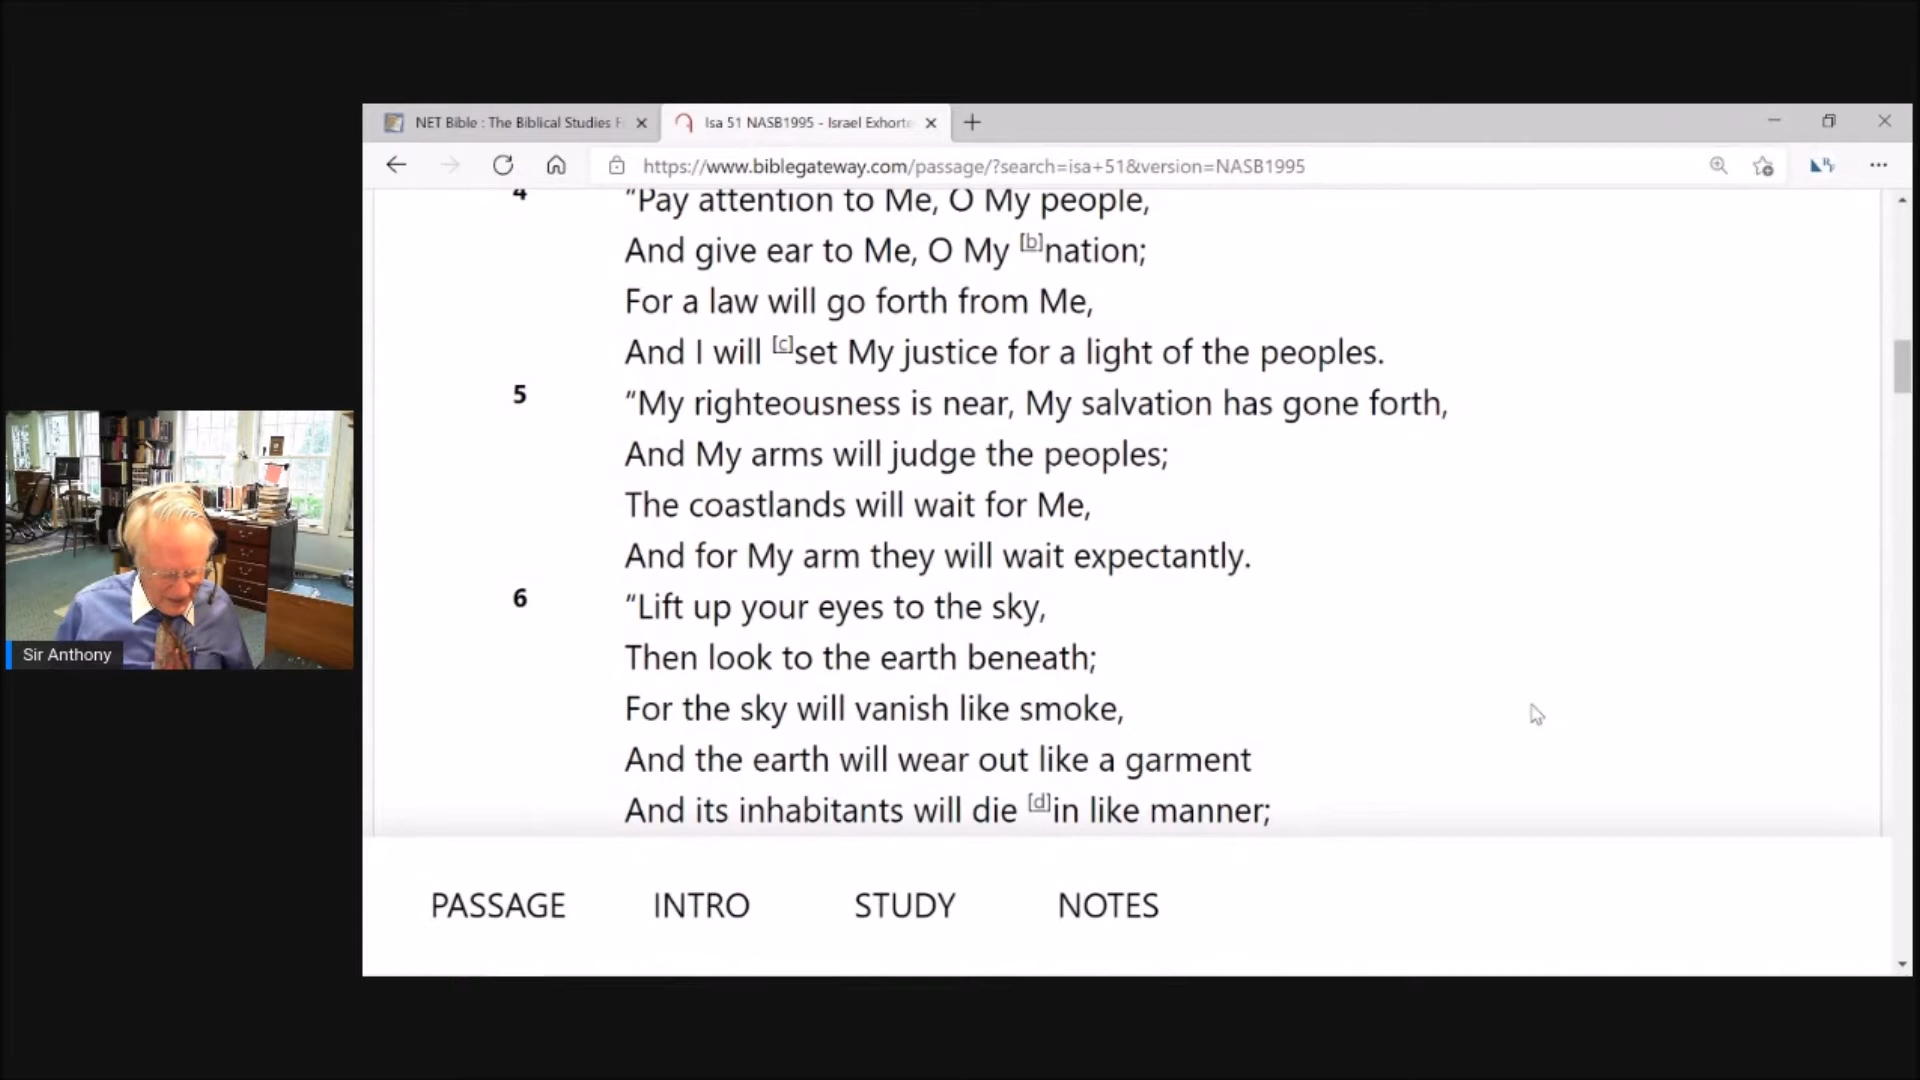 NET Bible : The Biblical Studies F
Isa 51 NASB1995 - Israel Exhorte
https://www.biblegateway.com/passage/?search=isa+51&version=NASB1995
4 “Pay attention to Me, O My people,
And give ear to Me, O My [b]nation;
For a law will go forth from Me,
And I will [c]set My justice for a light of the peoples.
5 “My righteousness is near, My salvation has gone forth,
And My arms will judge the peoples;
The coastlands will wait for Me,
And for My arm they will wait expectantly.
6 “Lift up your eyes to the sky,
Then look to the earth beneath;
For the sky will vanish like smoke,
And the earth will wear out like a garment
And its inhabitants will die [d]in like manner;
PASSAGE INTRO STUDY NOTES
Sir Anthony